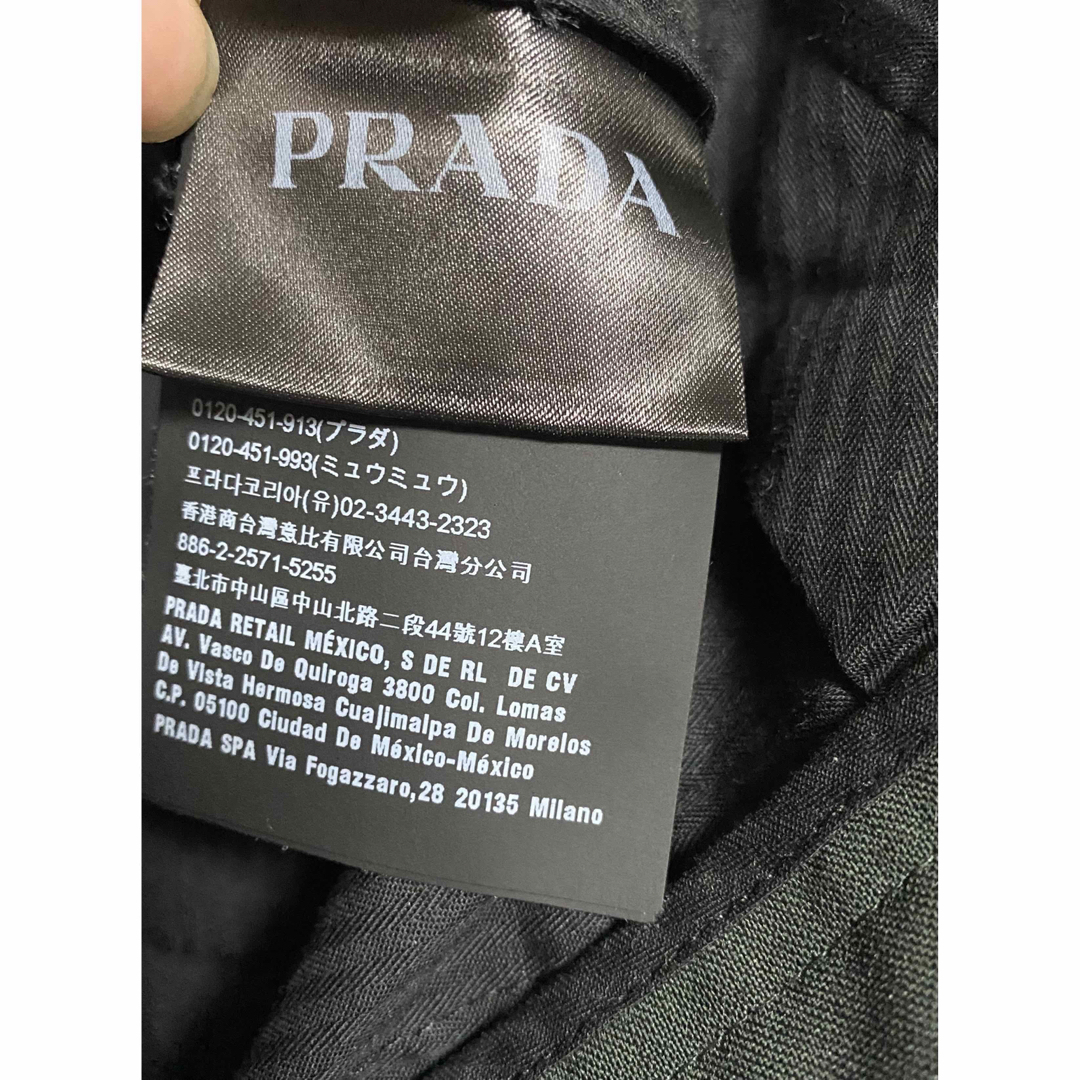 PRADA
0120-451-913(プラダ)
0120-451-993(ミュウミュウ)
프라다코리아(유)02-3443-2323
香港商台灣意比有限公司台灣分公司
886-2-2571-5255
臺北市中山區中山北路二段44號12樓A室
PRADA RETAIL MÉXICO, S DE RL DE CV
AV. Vasco De Quiroga 3800 Col. Lomas
De Vista Hermosa Cuajimalpa De Morelos
C.P. 05100 Ciudad De México-México
PRADA SPA Via Fogazzaro,28 20135 Milano